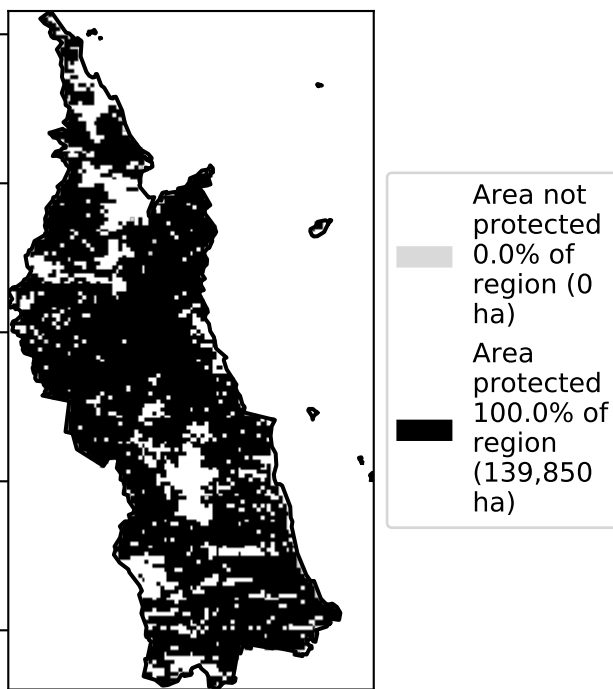 Area not
protected
0.0% of
region (0
ha)
Area
protected
100.0% of
region
(139,850
ha)